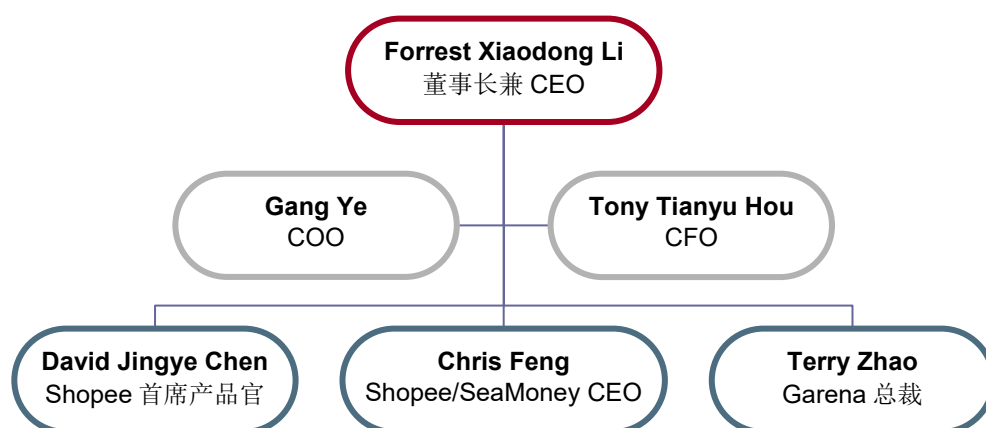 Forrest Xiaodong Li
董事长兼 CEO
Gang Ye
COO
Tony Tianyu Hou
CFO
David Jingye Chen
Shopee 首席产品官
Chris Feng
Shopee/SeaMoney CEO
Terry Zhao
Garena 总裁